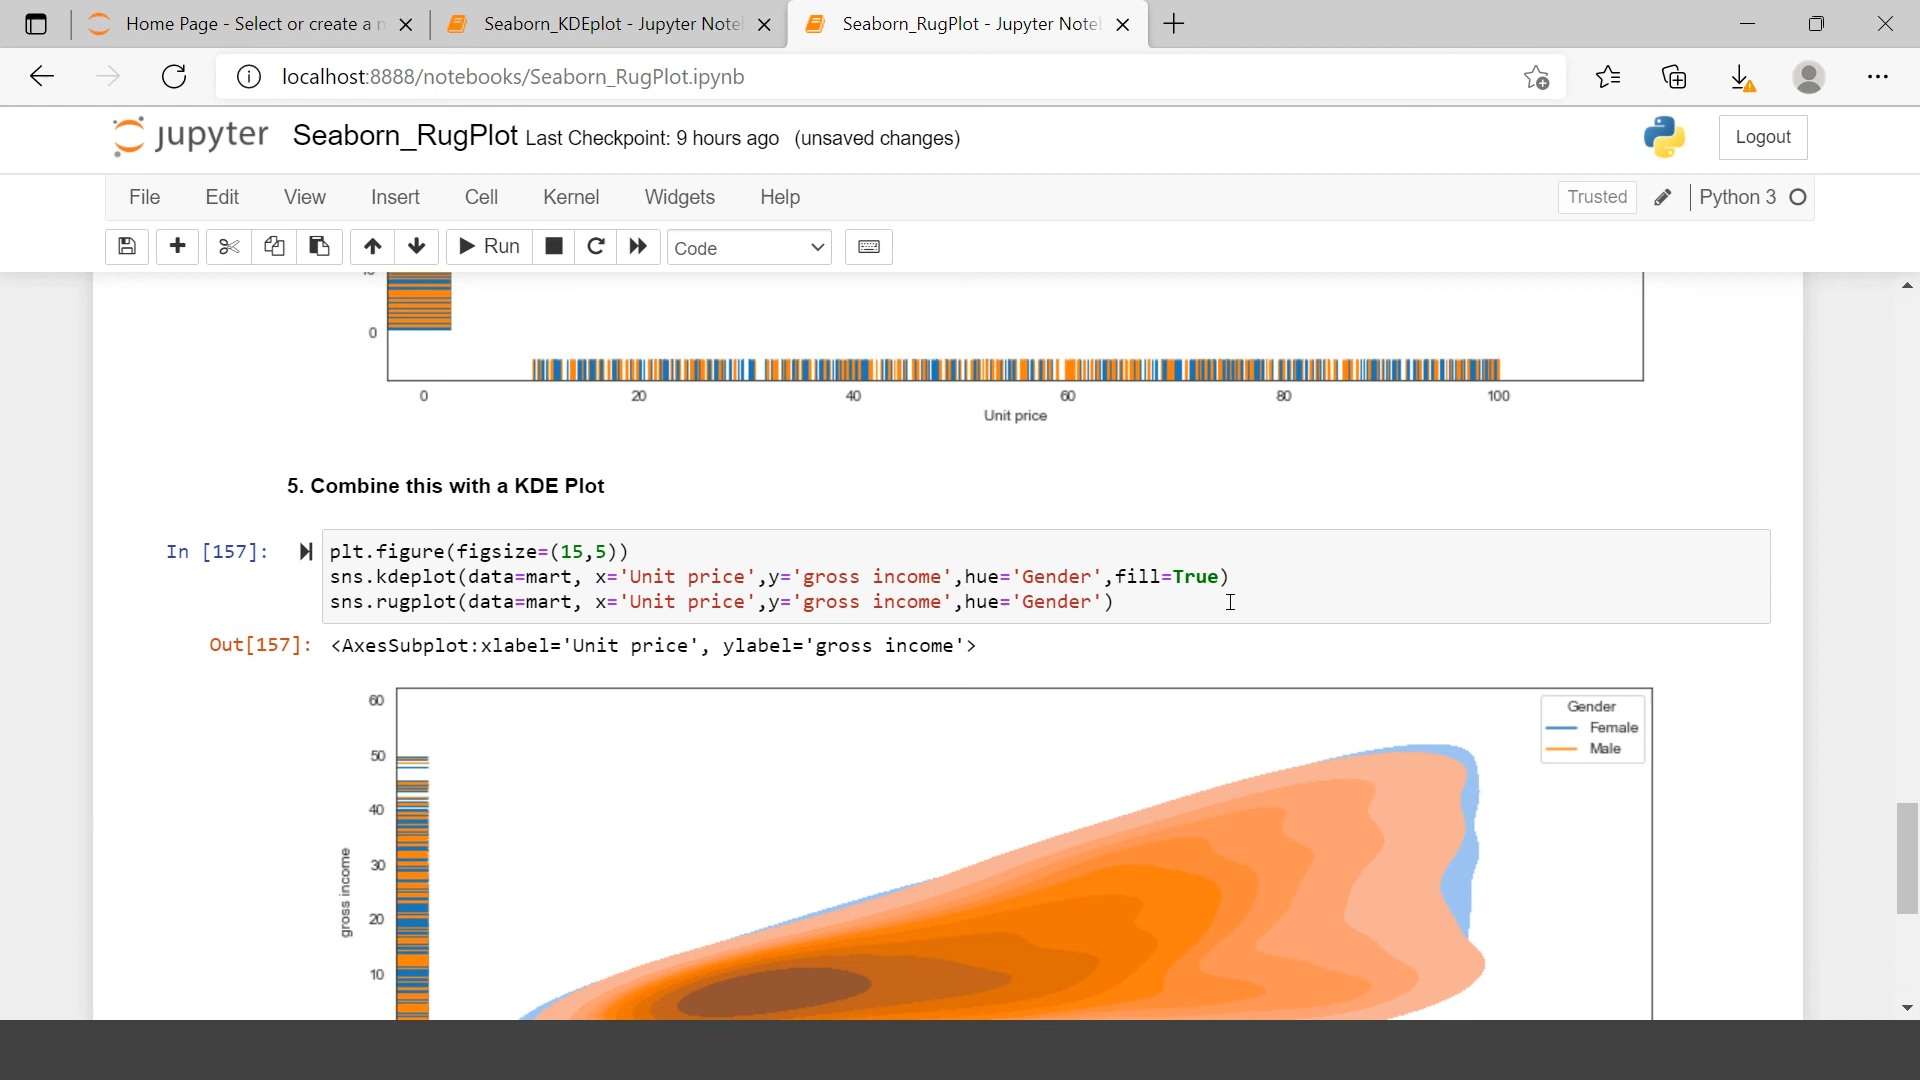 Home Page - Select or create a n
Seaborn_KDEplot - Jupyter Note
Seaborn_RugPlot - Jupyter Note
localhost:8888/notebooks/Seaborn_RugPlot.ipynb
jupyter Seaborn_RugPlot Last Checkpoint: 9 hours ago (unsaved changes)
Logout
File Edit View Insert Cell Kernel Widgets Help
Trusted Python 3
Run Code
0
0 20 40 60 80 100
Unit price
5. Combine this with a KDE Plot
In [157]: plt.figure(figsize=(15,5))
sns.kdeplot(data=mart, x='Unit price',y='gross income',hue='Gender',fill=True)
sns.rugplot(data=mart, x='Unit price',y='gross income',hue='Gender')
Out[157]: <AxesSubplot:xlabel='Unit price', ylabel='gross income'>
60
50
40
30
20
10
gross income
Gender
Female
Male